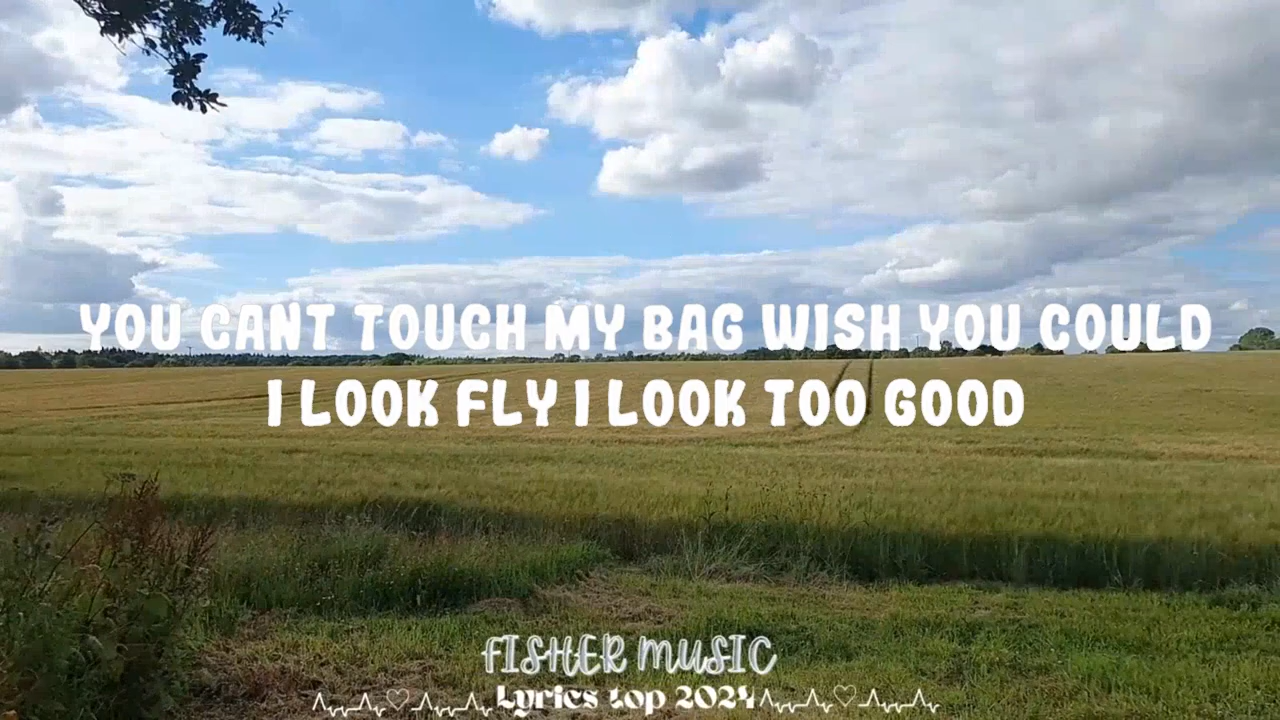 YOU CANT TOUCH MY BAG WISH YOU COULD
I LOOK FLY I LOOK TOO GOOD
FISHER MUSIC
Lyrics top 2024